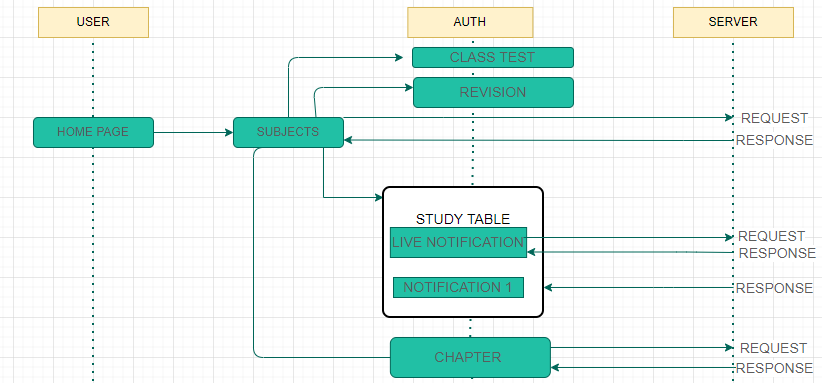 USER
AUTH
SERVER
CLASS TEST
REVISION
HOME PAGE
SUBJECTS
REQUEST
RESPONSE
STUDY TABLE
LIVE NOTIFICATION
REQUEST
RESPONSE
NOTIFICATION 1
RESPONSE
CHAPTER
REQUEST
RESPONSE